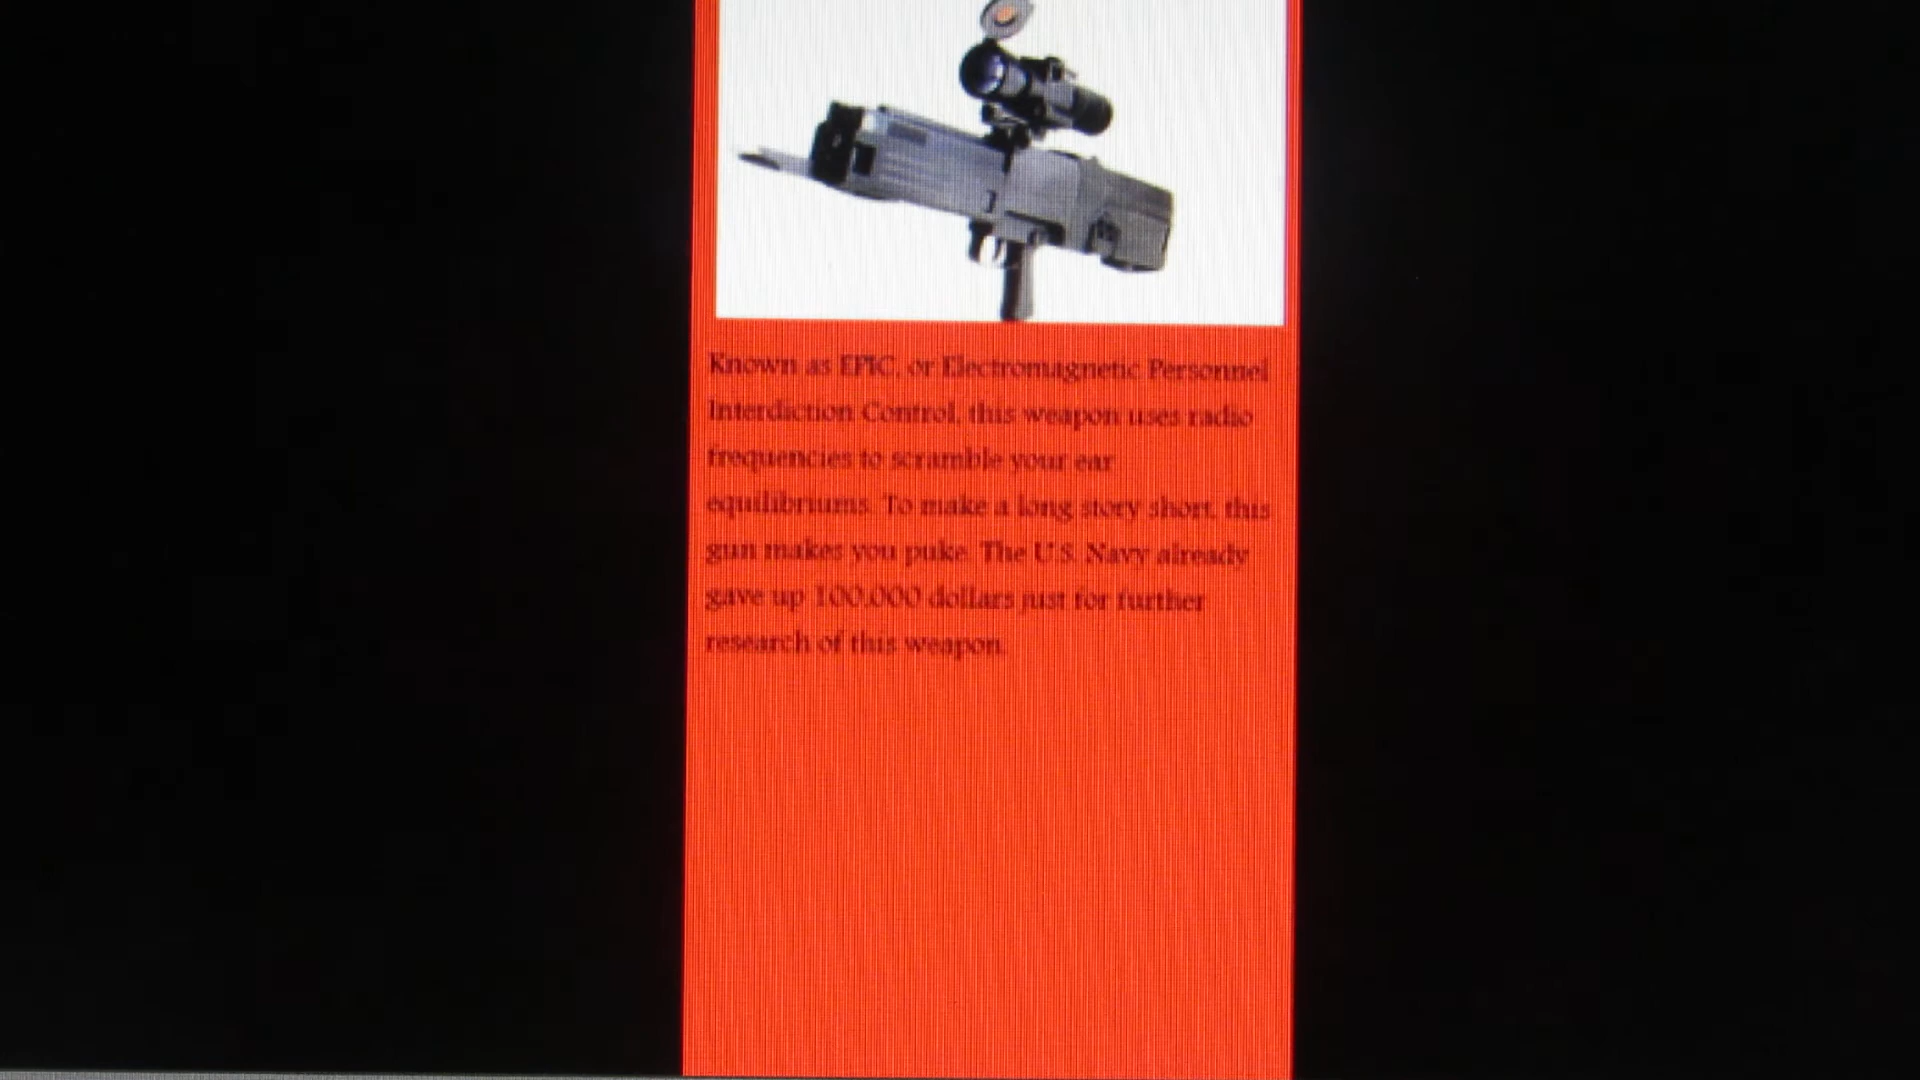 Known as EPIC, or Electromagnetic Personnel
Interdiction Control, this weapon uses radio
frequencies to scramble your ear
equilibriums. To make a long story short, this
gun makes you puke. The U.S. Navy already
gave up 100,000 dollars just for further
research of this weapon.